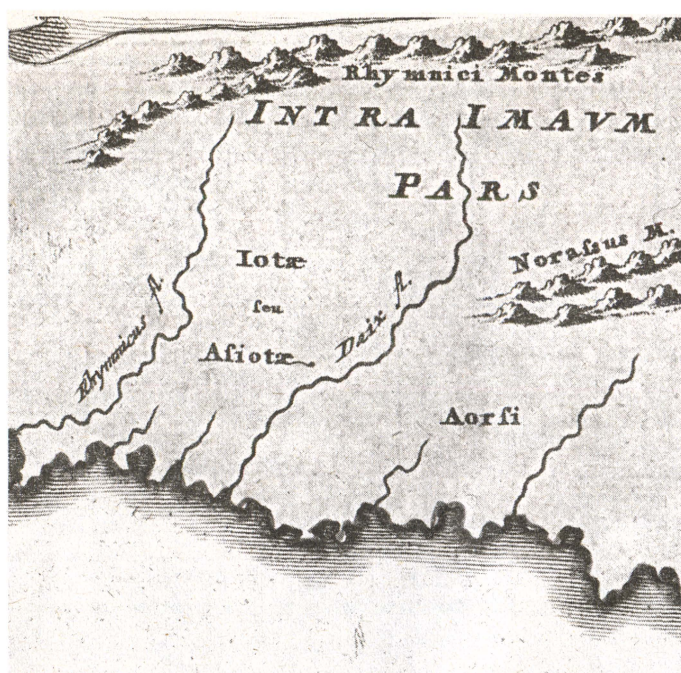 Rhymnici Montes
INTRA IMAVM
PARS
Noraſsus M.
Iotæ
ſeu
Aſiotæ
Rhymnicus fl.
Daix fl.
Aorſi